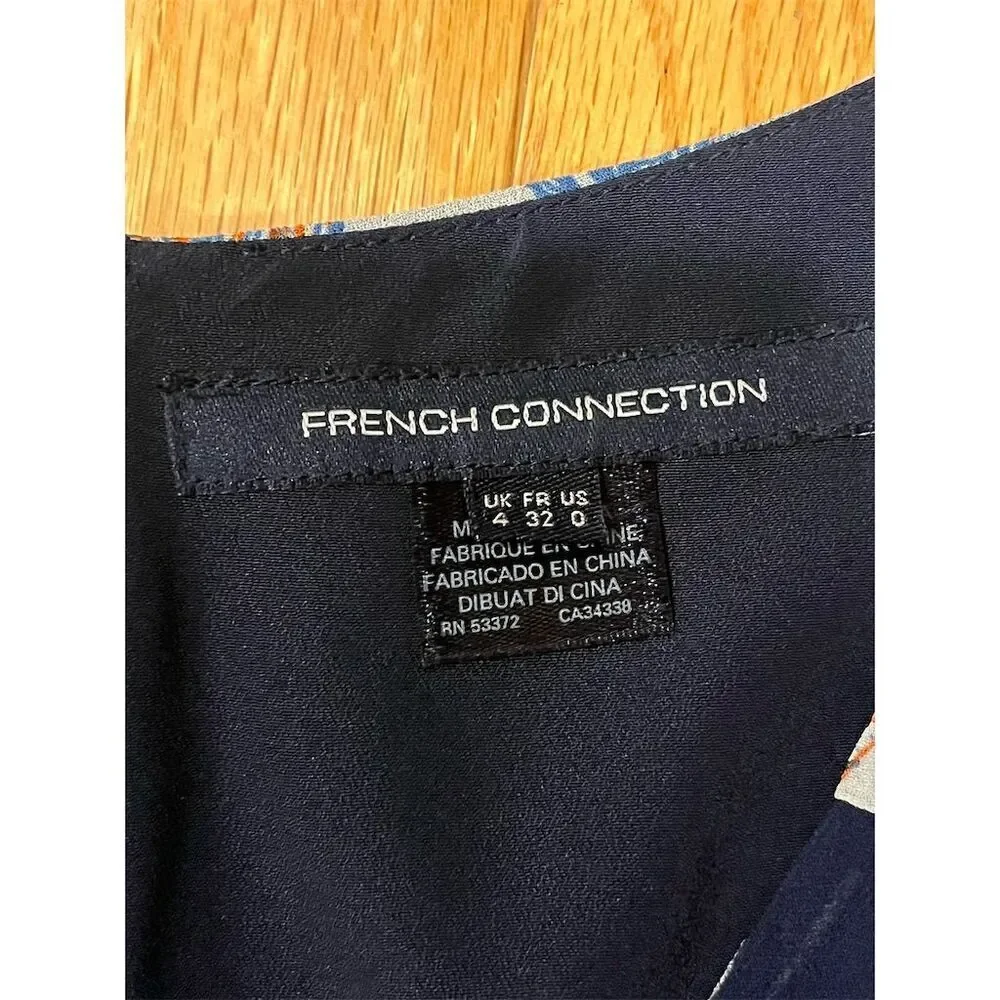 FRENCH CONNECTION
UK FR US
4 32 0
FABRIQUE EN
FABRICADO EN CHINA
DIBUAT DI CINA
RN 53372 CA34338